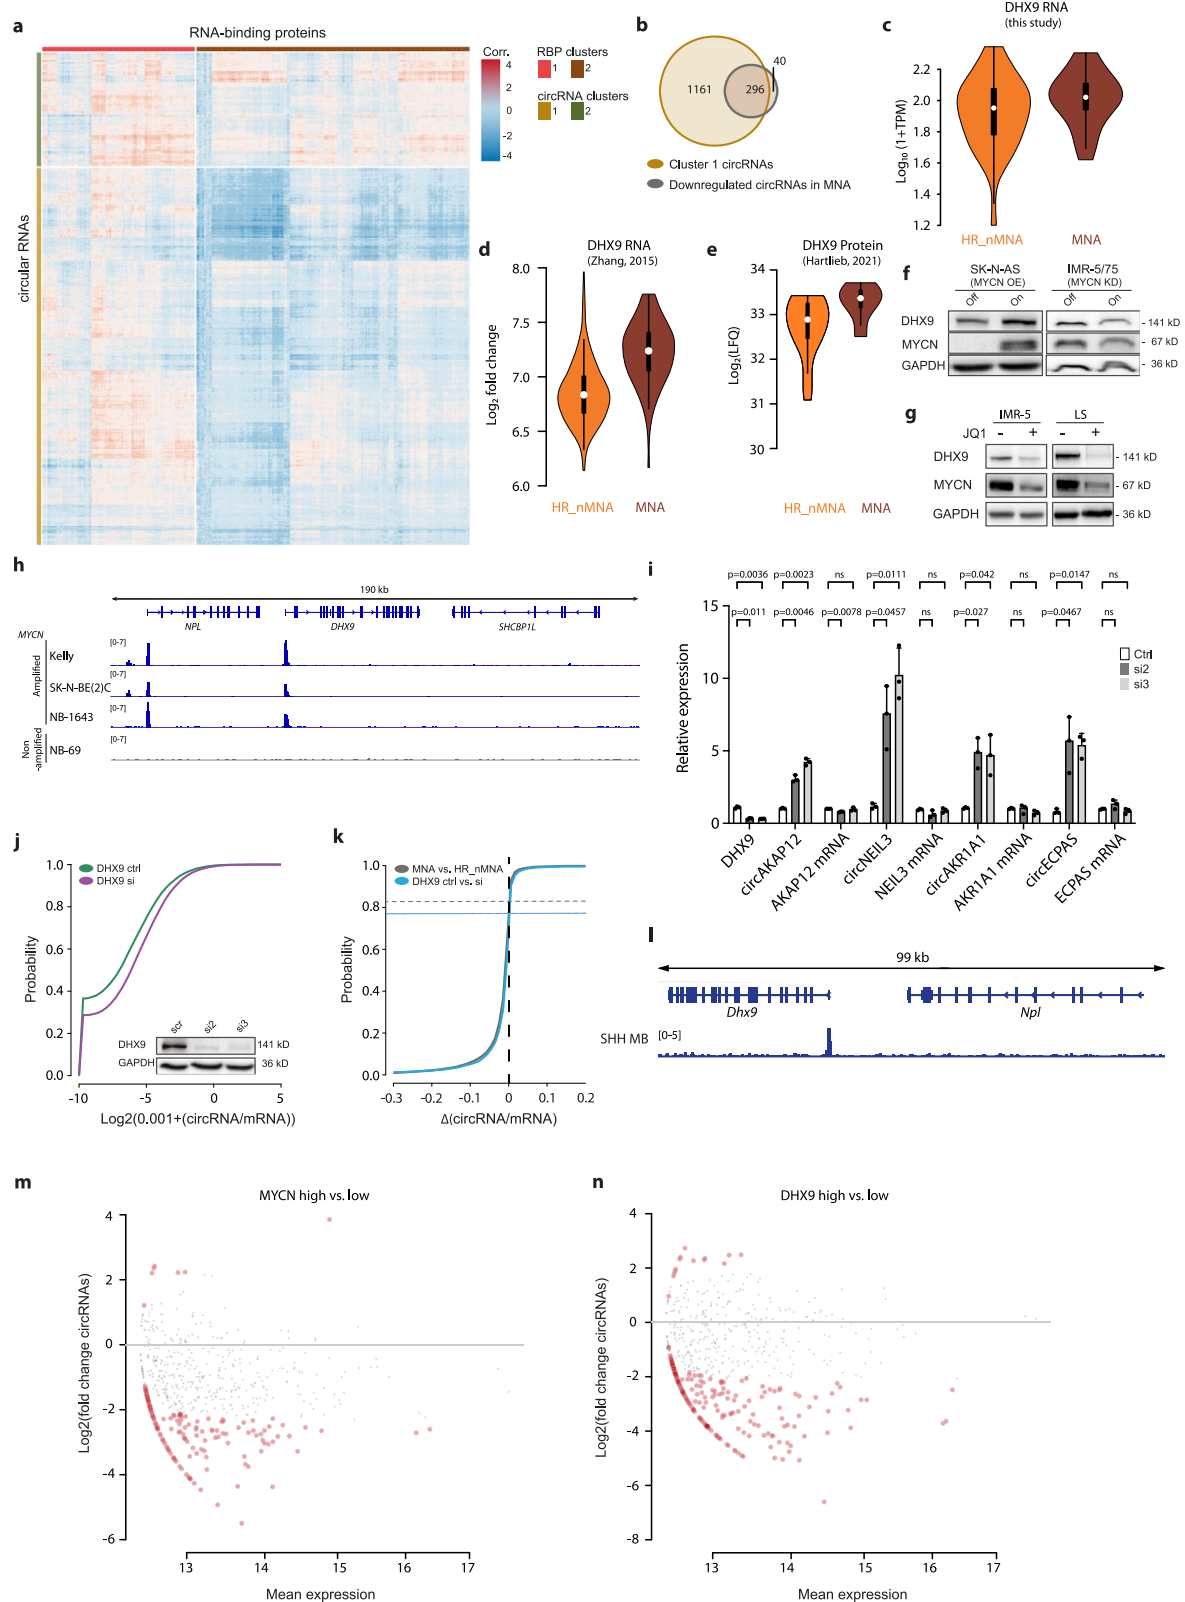 a
RNA-binding proteins
circular RNAs
Corr.
4
2
0
-2
-4
RBP clusters
1 2
circRNA clusters
1 2
b
1161
296
40
Cluster 1 circRNAs
Downregulated circRNAs in MNA
c
DHX9 RNA
(this study)
Log10 (1+TPM)
2.2
2.0
1.8
1.6
1.4
1.2
HR_nMNA
MNA
d
DHX9 RNA
(Zhang, 2015)
Log2 fold change
8.0
7.5
7.0
6.5
6.0
HR_nMNA
MNA
e
DHX9 Protein
(Hartlieb, 2021)
Log2(LFQ)
34
33
32
31
30
HR_nMNA
MNA
f
SK-N-AS
(MYCN OE)
IMR-5/75
(MYCN KD)
Off On Off On
DHX9 - 141 kD
MYCN - 67 kD
GAPDH - 36 kD
g
IMR-5 LS
JQ1 - + - +
DHX9 - 141 kD
MYCN - 67 kD
GAPDH - 36 kD
h
190 kb
NPL DHX9 SHCBP1L
MYCN
Amplified
Non
-amplified
Kelly [0-7]
SK-N-BE(2)C [0-7]
NB-1643 [0-7]
NB-69 [0-7]
i
p=0.0036 p=0.0023 ns p=0.0111 ns p=0.042 ns p=0.0147 ns
p=0.011 p=0.0046 p=0.0078 p=0.0457 ns p=0.027 ns p=0.0467 ns
Relative expression
15
10
5
0
Ctrl
si2
si3
DHX9
circAKAP12
AKAP12 mRNA
circNEIL3
NEIL3 mRNA
circAKR1A1
AKR1A1 mRNA
circECPAS
ECPAS mRNA
j
DHX9 ctrl
DHX9 si
Probability
1.0
0.8
0.6
0.4
0.2
0.0
scr si2 si3
DHX9 141 kD
GAPDH 36 kD
-10 -5 0 5
Log2(0.001+(circRNA/mRNA))
k
MNA vs. HR_nMNA
DHX9 ctrl vs. si
Probability
1.0
0.8
0.6
0.4
0.2
0.0
-0.3 -0.2 -0.1 0 0.1 0.2
Δ(circRNA/mRNA)
l
99 kb
Dhx9 Npl
SHH MB [0-5]
m
MYCN high vs. low
Log2(fold change circRNAs)
4
2
0
-2
-4
-6
13 14 15 16 17
Mean expression
n
DHX9 high vs. low
Log2(fold change circRNAs)
4
2
0
-2
-4
-6
-8
13 14 15 16 17
Mean expression